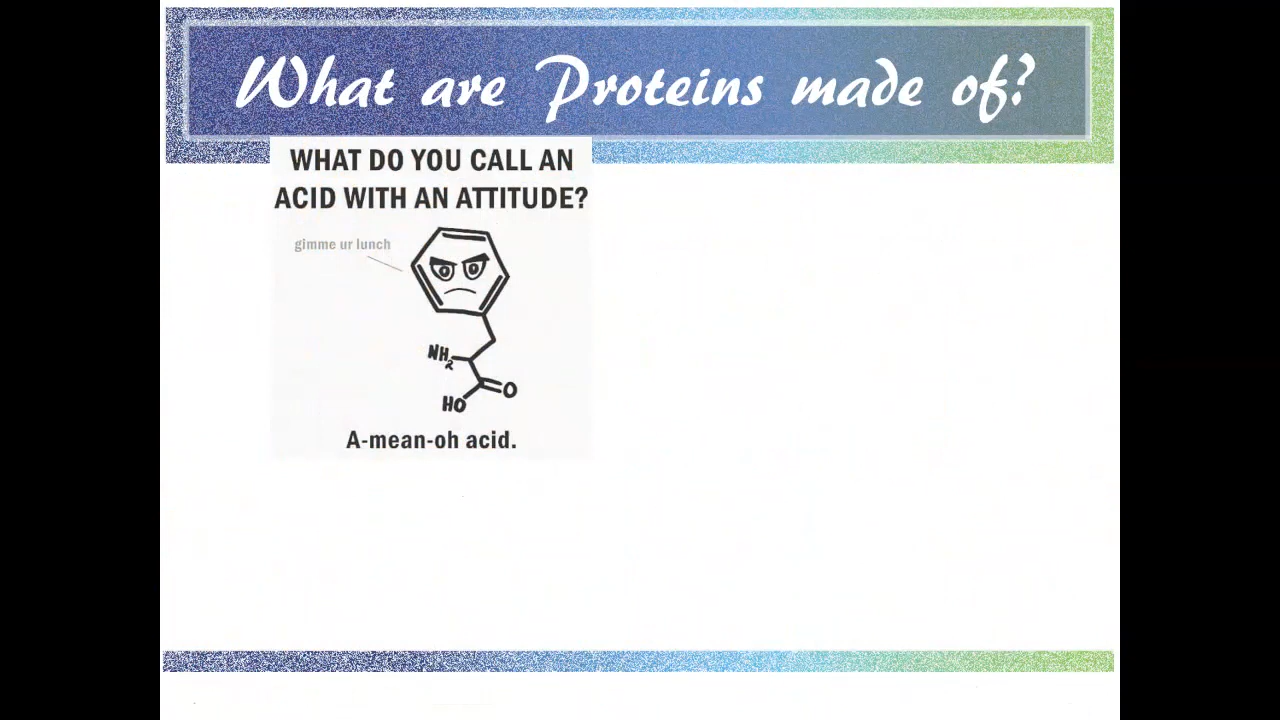 What are Proteins made of?
WHAT DO YOU CALL AN
ACID WITH AN ATTITUDE?
gimme ur lunch
NH2
O
HO
A-mean-oh acid.